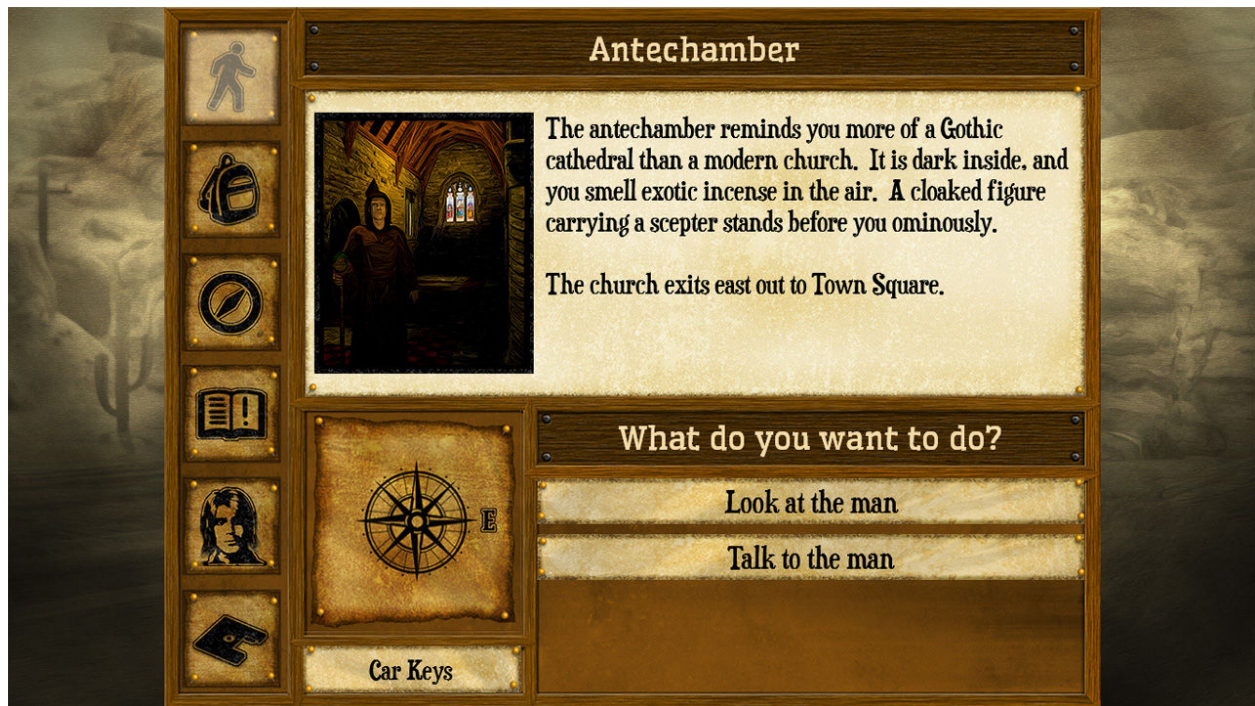 Antechamber
The antechamber reminds you more of a Gothic
cathedral than a modern church.  It is dark inside, and
you smell exotic incense in the air.  A cloaked figure
carrying a scepter stands before you ominously.
The church exits east out to Town Square.
E
What do you want to do?
Look at the man
Talk to the man
Car Keys